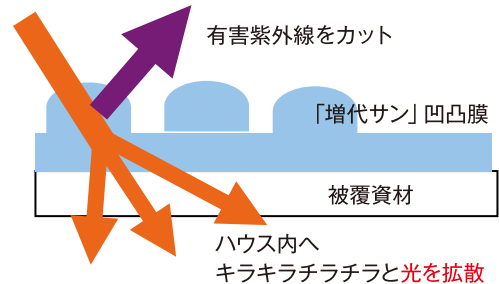 有害紫外線をカット
「増代サン」凹凸膜
被覆資材
ハウス内へ
キラキラチラチラと光を拡散